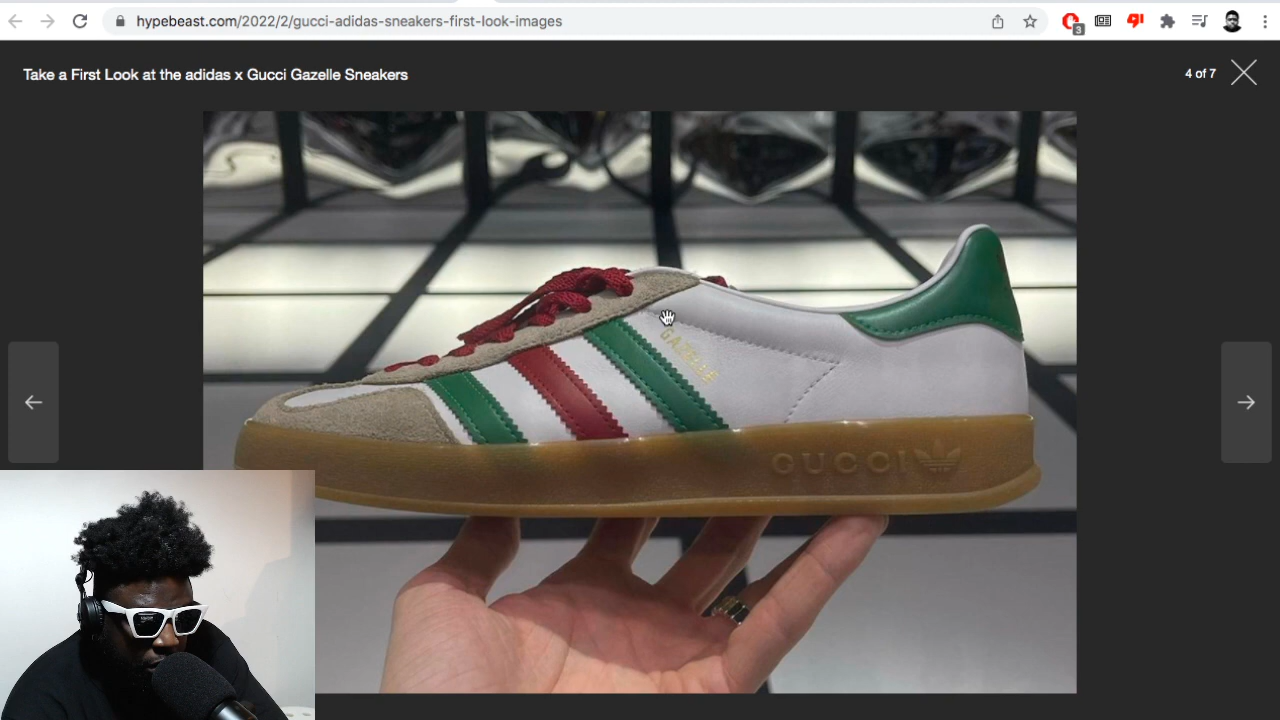 hypebeast.com/2022/2/gucci-adidas-sneakers-first-look-images
3
Take a First Look at the adidas x Gucci Gazelle Sneakers
4 of 7
GAZELLE
GUCCI